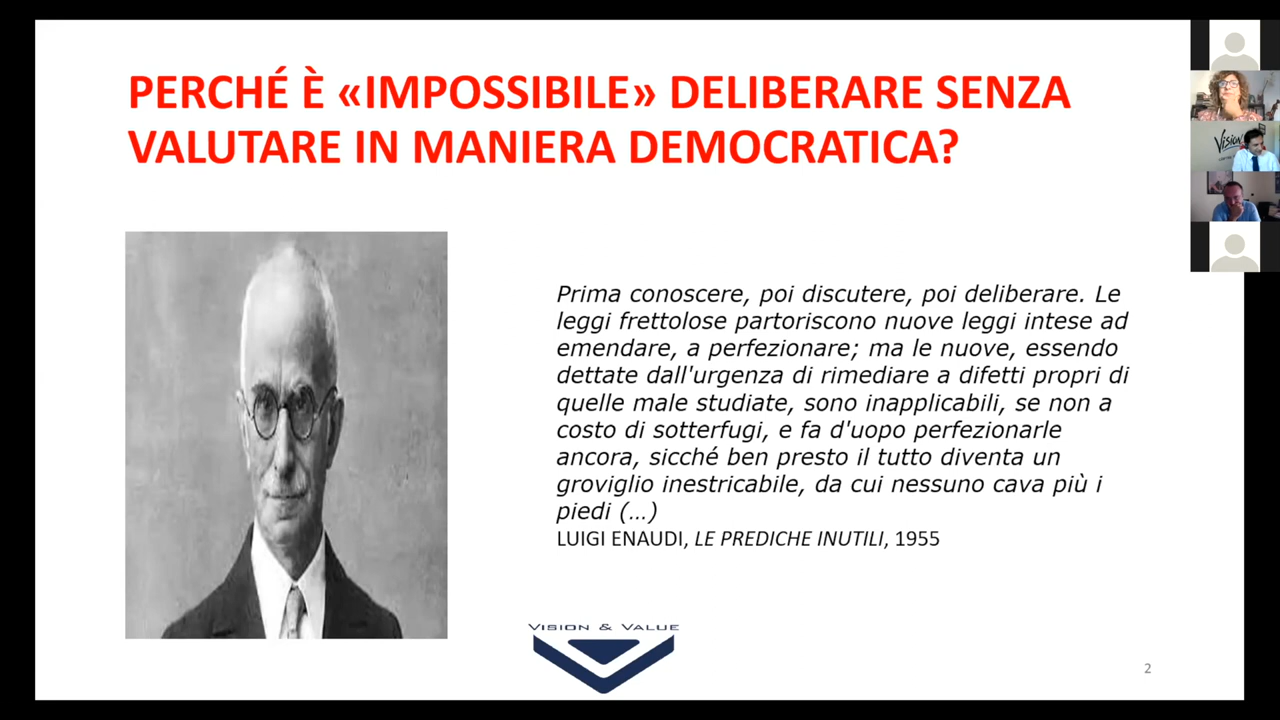 PERCHÉ È «IMPOSSIBILE» DELIBERARE SENZA
VALUTARE IN MANIERA DEMOCRATICA?
Prima conoscere, poi discutere, poi deliberare. Le
leggi frettolose partoriscono nuove leggi intese ad
emendare, a perfezionare; ma le nuove, essendo
dettate dall'urgenza di rimediare a difetti propri di
quelle male studiate, sono inapplicabili, se non a
costo di sotterfugi, e fa d'uopo perfezionarle
ancora, sicché ben presto il tutto diventa un
groviglio inestricabile, da cui nessuno cava più i
piedi (…)
LUIGI ENAUDI, LE PREDICHE INUTILI, 1955
VISION & VALUE
2